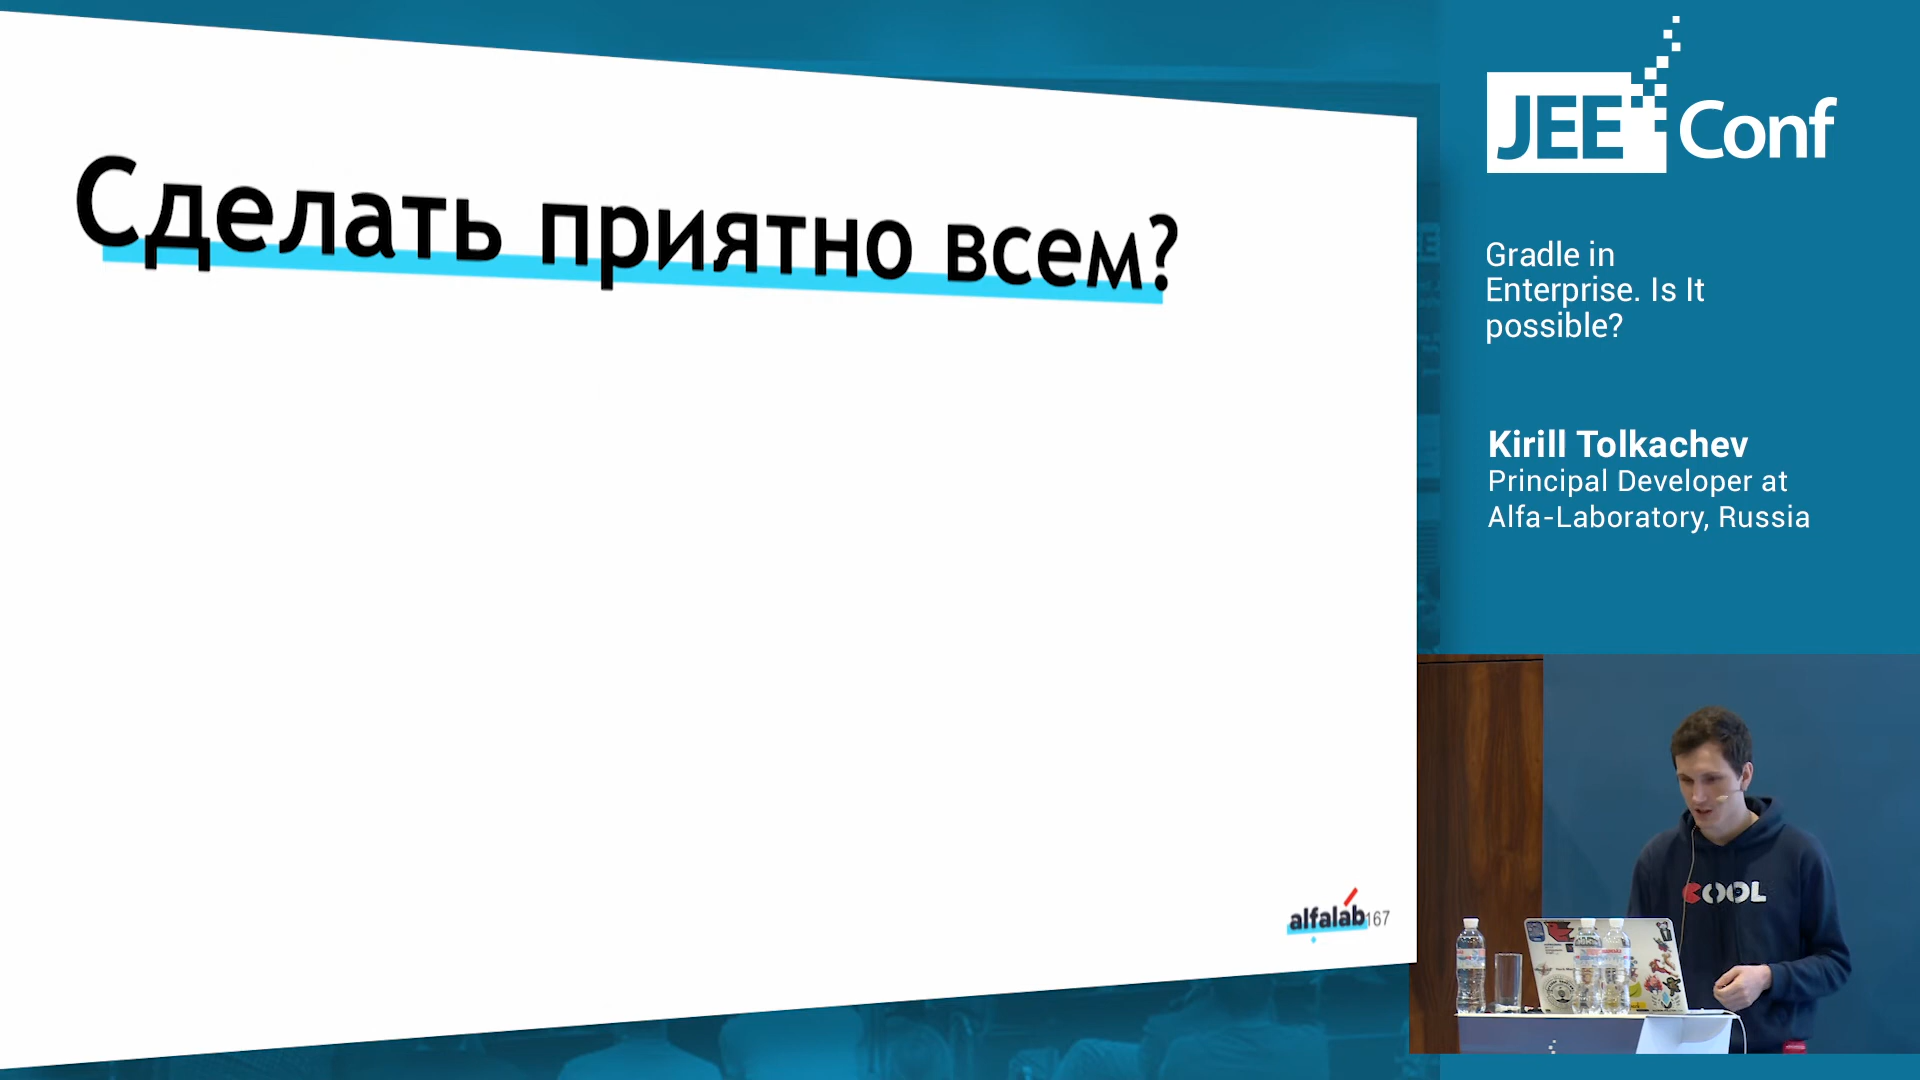 Сделать приятно всем?
alfalab
167
JEE Conf
Gradle in
Enterprise. Is It
possible?
Kirill Tolkachev
Principal Developer at
Alfa-Laboratory, Russia
COOL